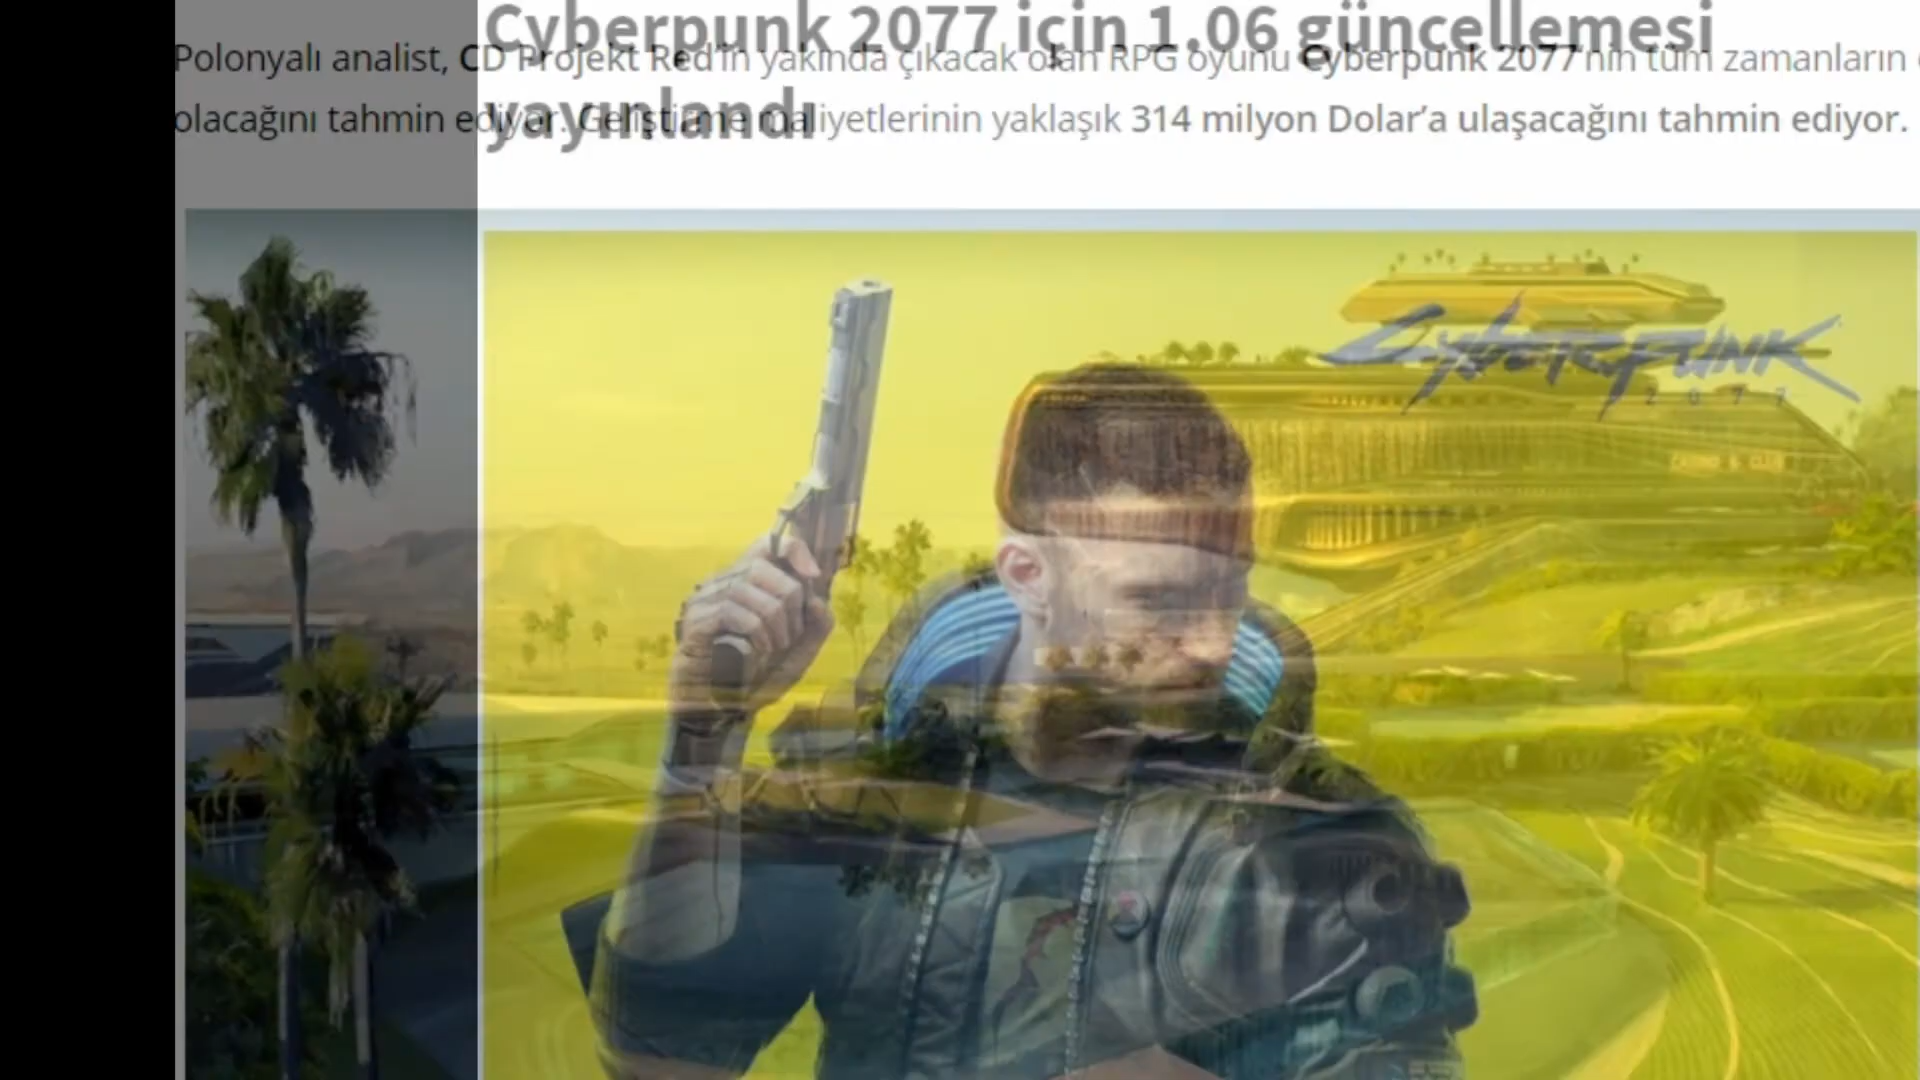 Cyberpunk 2077 için 1.06 güncellemesi
yayınlandı
Polonyalı analist, CD Projekt Red'in yakında çıkacak olan RPG oyunu Cyberpunk 2077'nin tüm zamanların
olacağını tahmin ediyor. Geliştirme maliyetlerinin yaklaşık 314 milyon Dolar'a ulaşacağını tahmin ediyor.
CYBERPUNK
2077